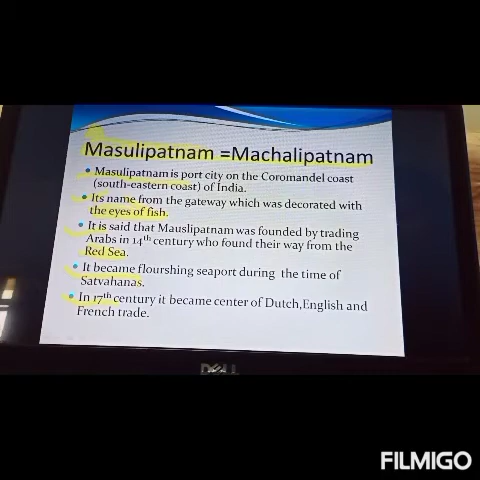 Masulipatnam =Machalipatnam
• Masulipatnam is port city on the Coromandel coast
(south-eastern coast) of India.
• Its name from the gateway which was decorated with
the eyes of fish.
• It is said that Mauslipatnam was founded by trading
Arabs in 14th century who found their way from the
Red Sea.
• It became flourshing seaport during the time of
Satvahanas.
• In 17th century it became center of Dutch,English and
French trade.
DELL
FILMIGO